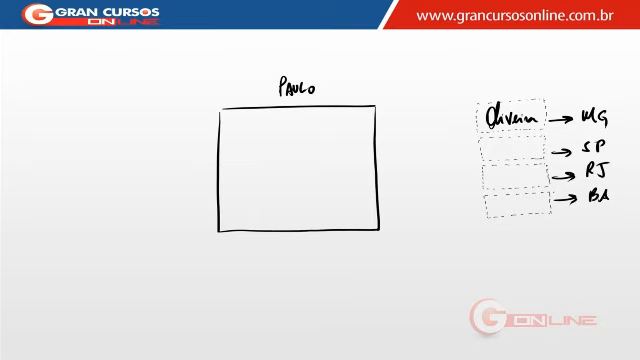 GRAN CURSOS
ONLINE
www.grancursosonline.com.br
PAULO
Oliveira → MG
→ SP
→ RJ
→ BA
G ONLINE